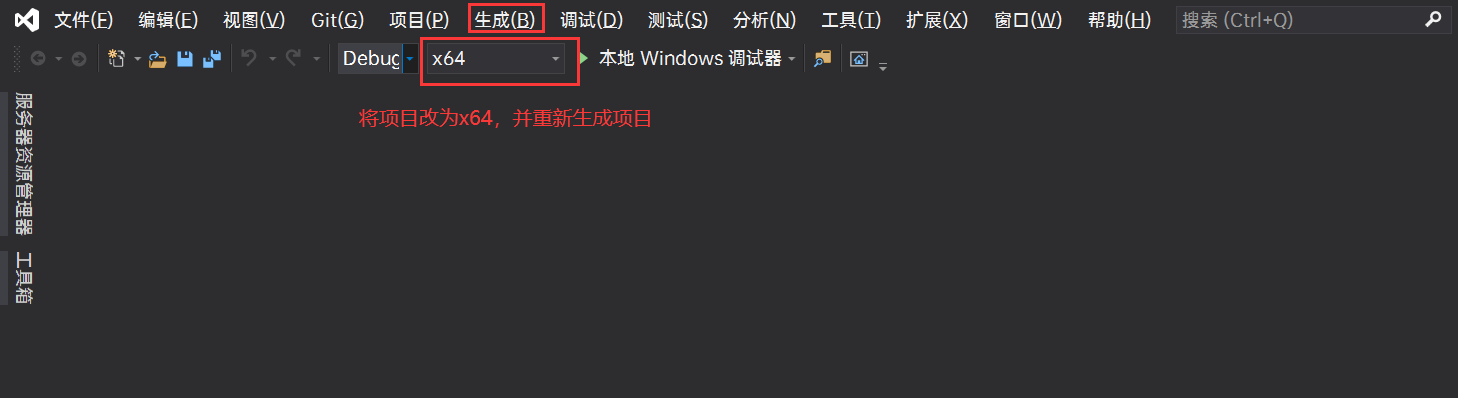 文件(F) 编辑(E) 视图(V) Git(G) 项目(P) 生成(B) 调试(D) 测试(S) 分析(N) 工具(T) 扩展(X) 窗口(W) 帮助(H) 搜索 (Ctrl+Q)
Debug x64 本地 Windows 调试器
将项目改为x64，并重新生成项目
服务器资源管理器
工具箱